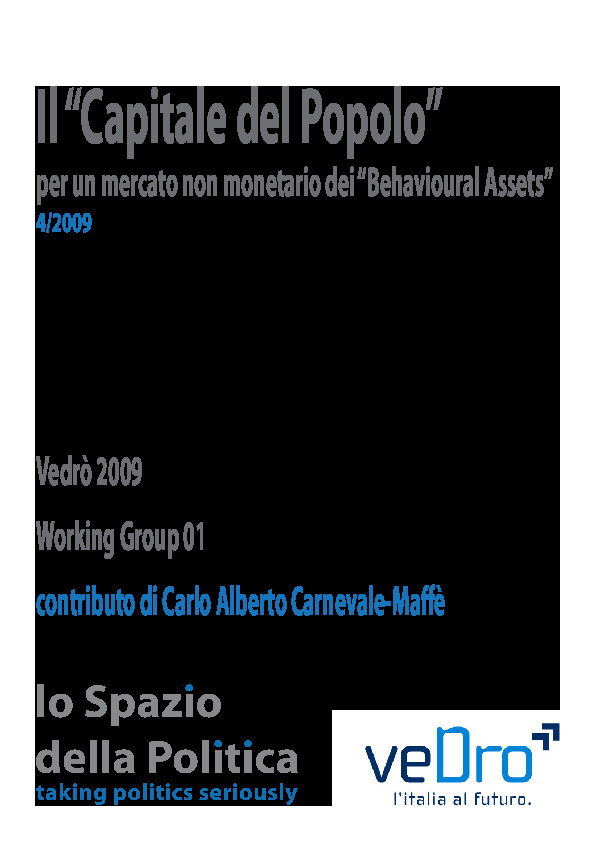 Il “Capitale del Popolo”
per un mercato non monetario dei “Behavioural Assets”
4/2009
Vedrò 2009
Working Group 01
contributo di Carlo Alberto Carnevale-Maffè
lo Spazio
della Politica
taking politics seriously
veDrò
l'italia al futuro.